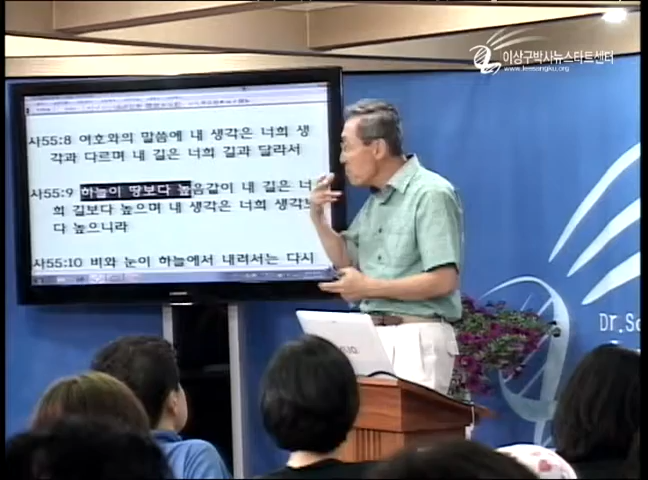 이상구박사뉴스타트센터
www.leesangku.org
사55:8 여호와의 말씀에 내 생각은 너희 생
각과 다르며 내 길은 너희 길과 달라서
사55:9 하늘이 땅보다 높음같이 내 길은 너
희 길보다 높으며 내 생각은 너희 생각보
다 높으니라
사55:10 비와 눈이 하늘에서 내려서는 다시
Dr.S